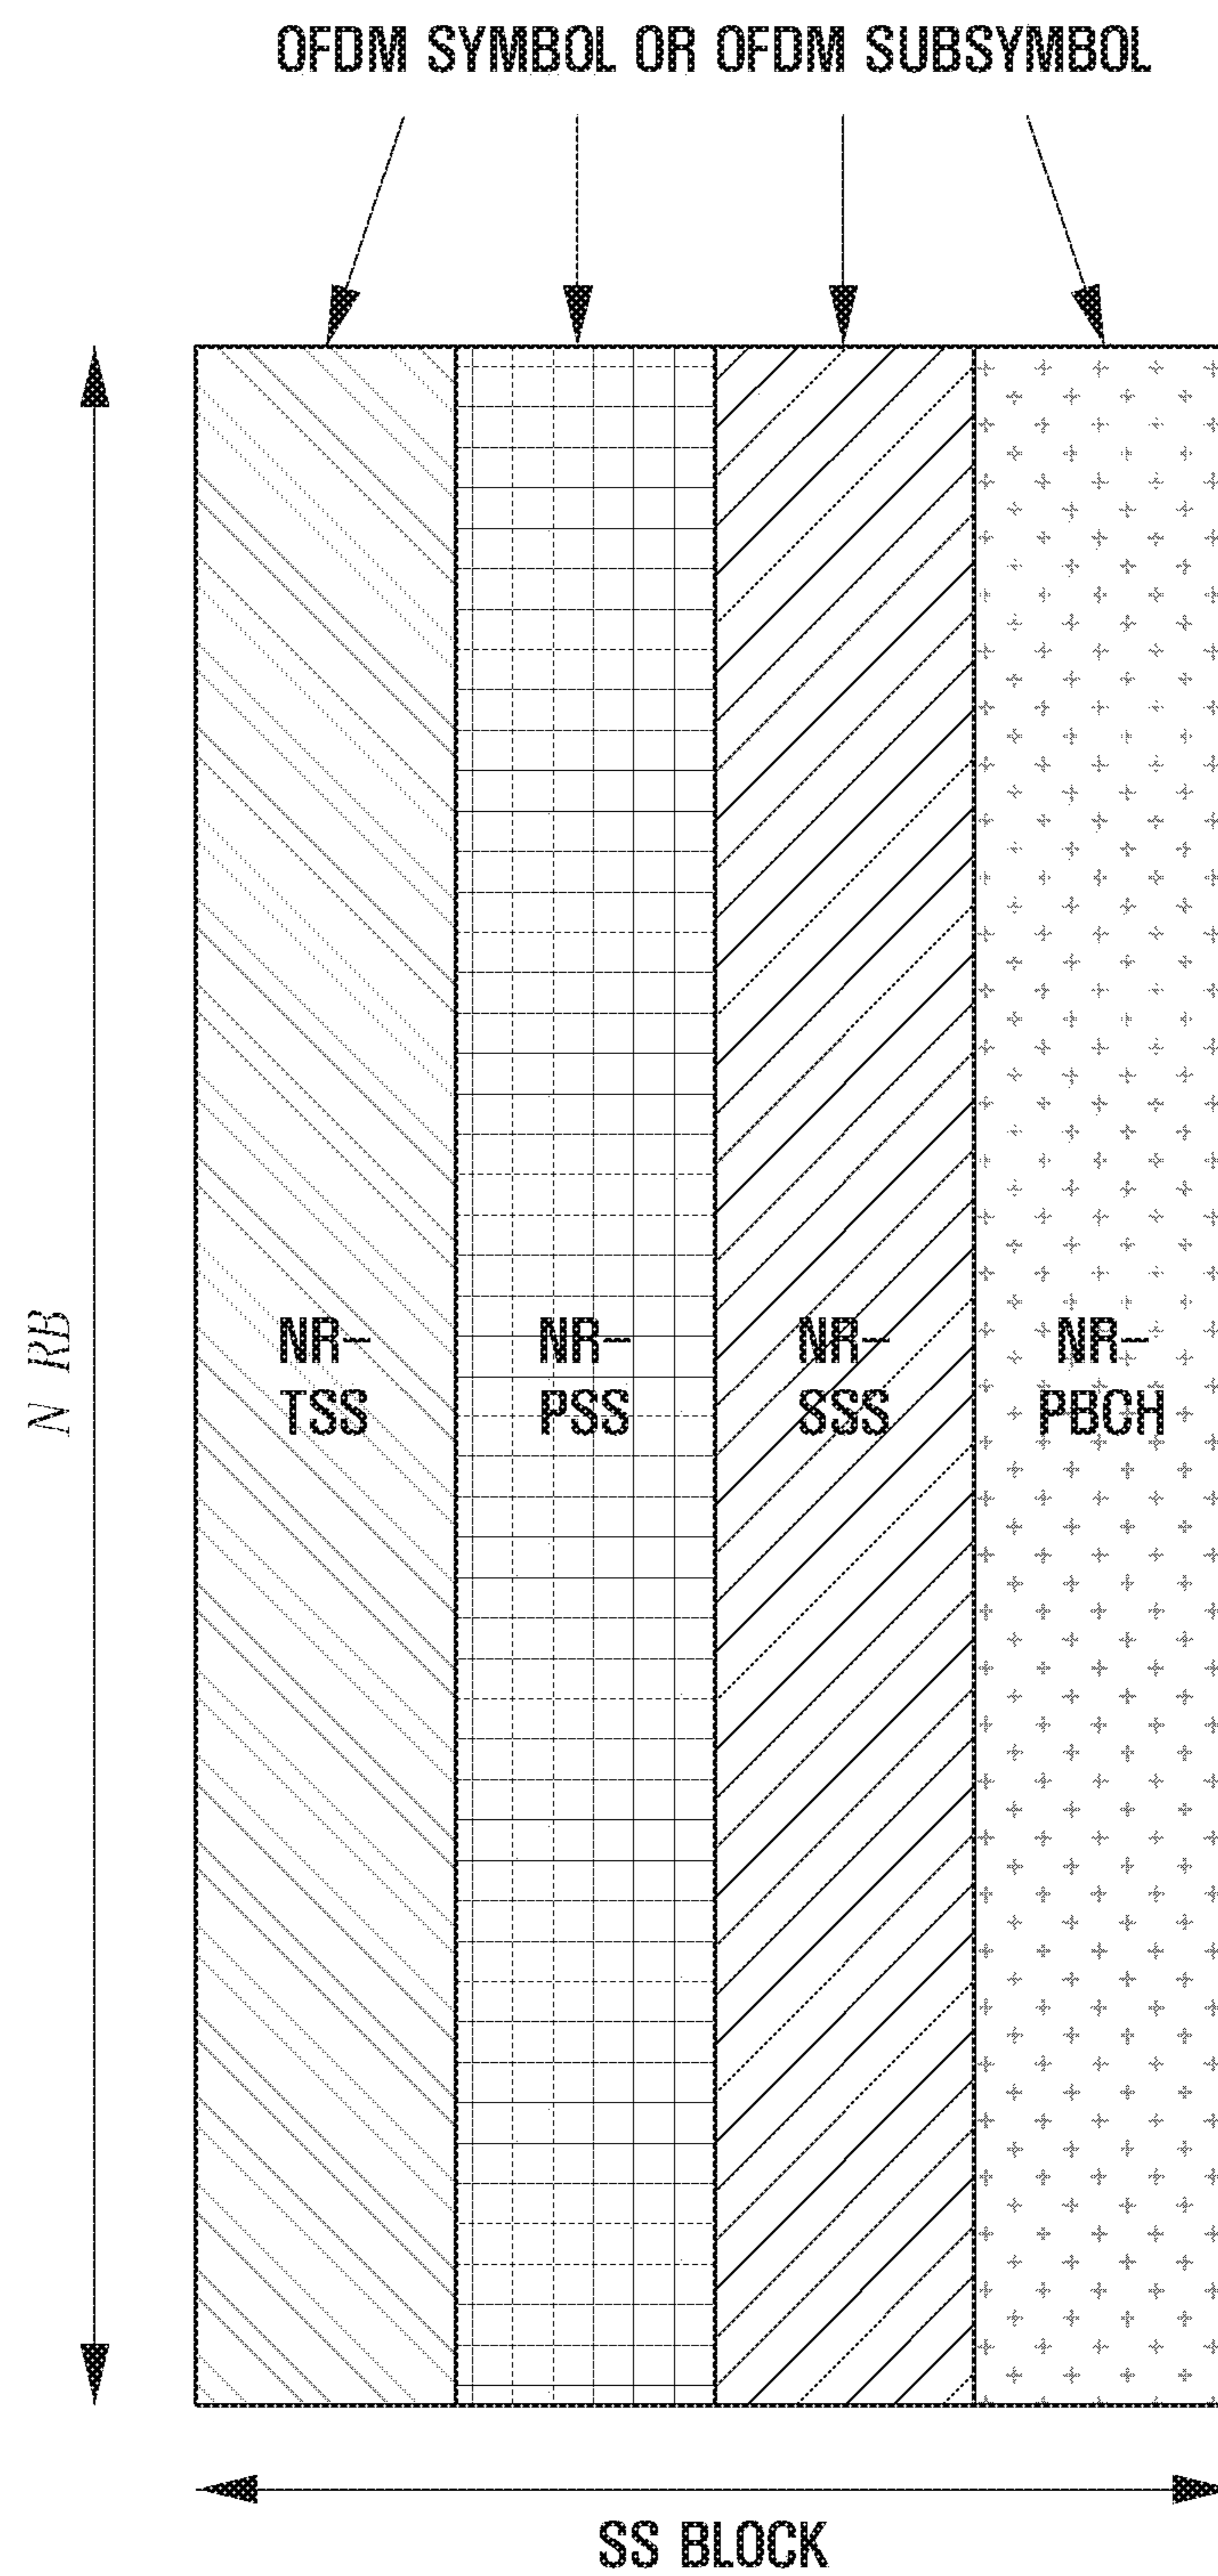 OFDM SYMBOL OR OFDM SUBSYMBOL
N RB
NR-
TSS
NR-
PSS
NR-
SSS
NR-
PBCH
SS BLOCK